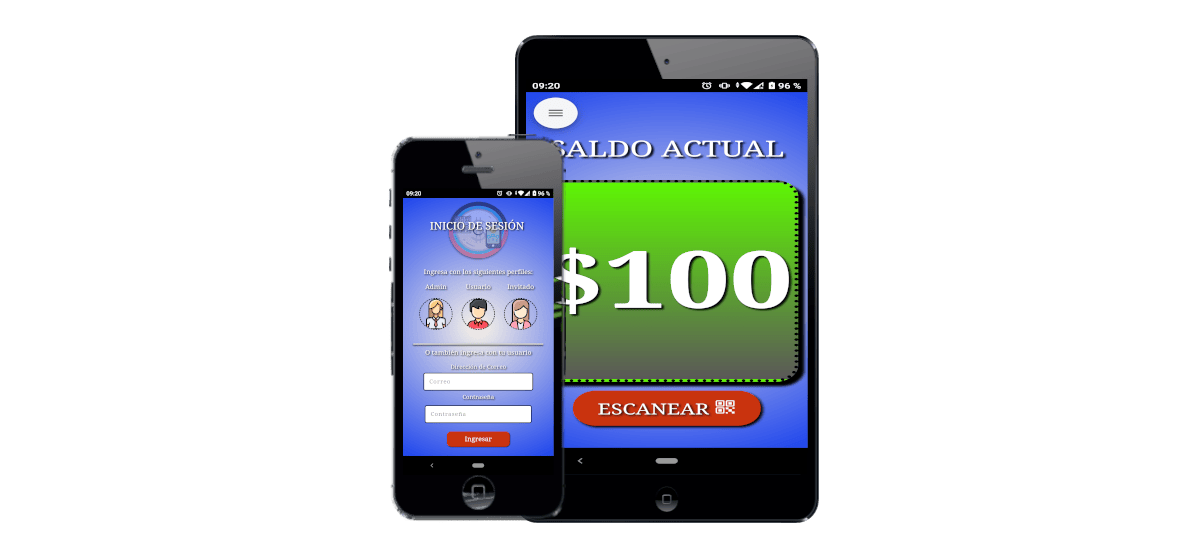 09:20
96 %
SALDO ACTUAL
$100
ESCANEAR
09:20
96 %
INICIO DE SESIÓN
Ingresa con los siguientes perfiles:
Admin Usuario Invitado
O también ingresa con tu usuario
Dirección de Correo
Correo
Contraseña
Contraseña
Ingresar